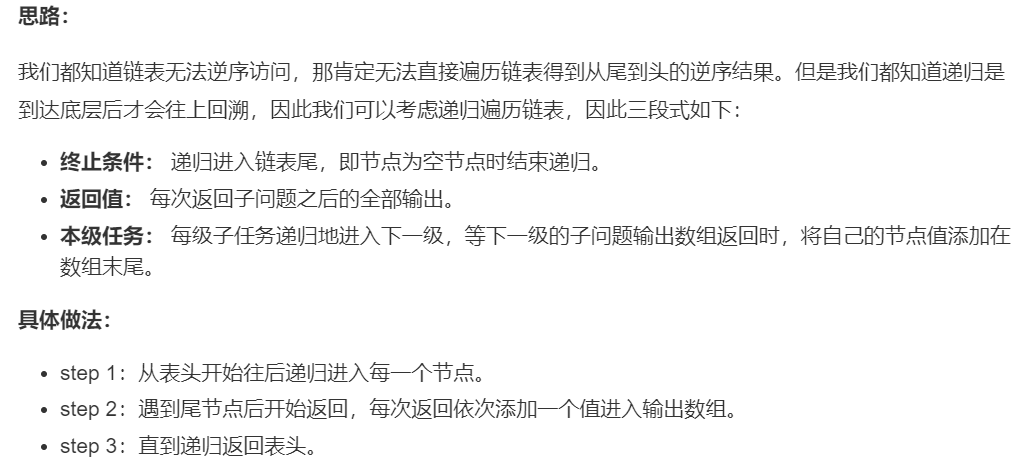 思路：
我们都知道链表无法逆序访问，那肯定无法直接遍历链表得到从尾到头的逆序结果。但是我们都知道递归是
到达底层后才会往上回溯，因此我们可以考虑递归遍历链表，因此三段式如下：
• 终止条件： 递归进入链表尾，即节点为空节点时结束递归。
• 返回值： 每次返回子问题之后的全部输出。
• 本级任务： 每级子任务递归地进入下一级，等下一级的子问题输出数组返回时，将自己的节点值添加在
数组末尾。
具体做法：
• step 1：从表头开始往后递归进入每一个节点。
• step 2：遇到尾节点后开始返回，每次返回依次添加一个值进入输出数组。
• step 3：直到递归返回表头。